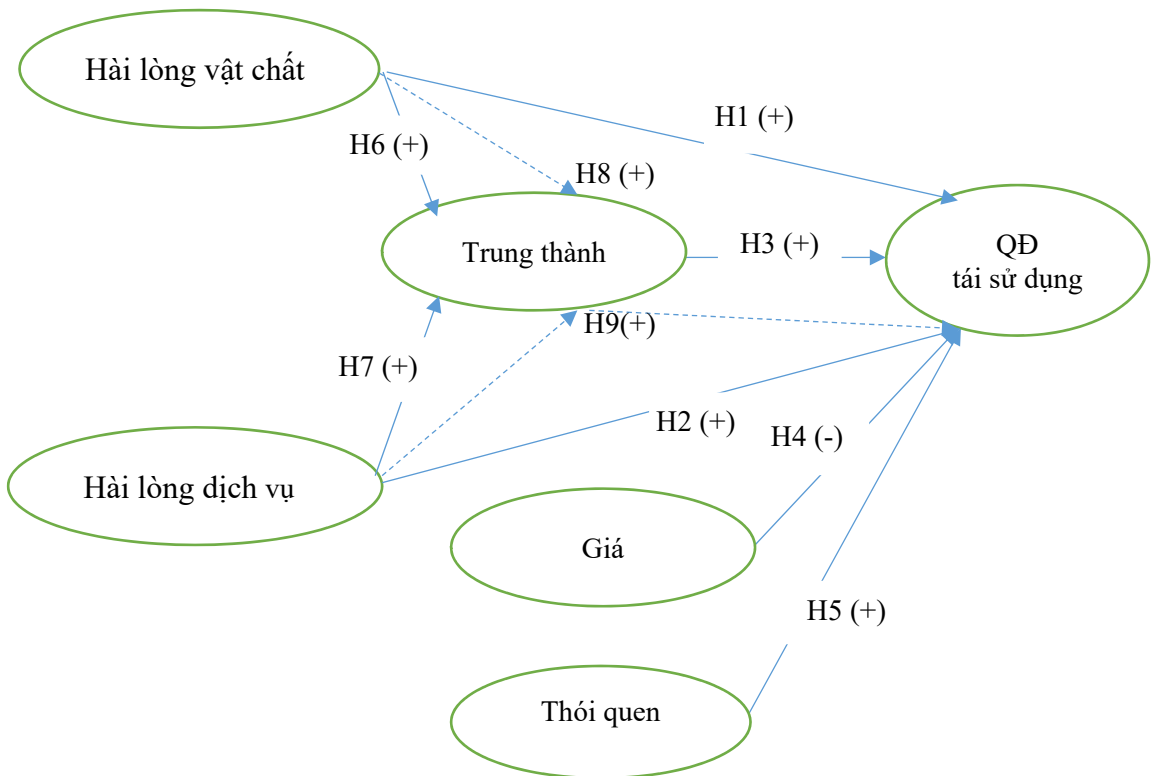 Hài lòng vật chất
H1 (+)
H6 (+)
H8 (+)
Trung thành
H3 (+)
QĐ
tái sử dụng
H9(+)
H7 (+)
H2 (+)
H4 (-)
Hài lòng dịch vụ
Giá
H5 (+)
Thói quen